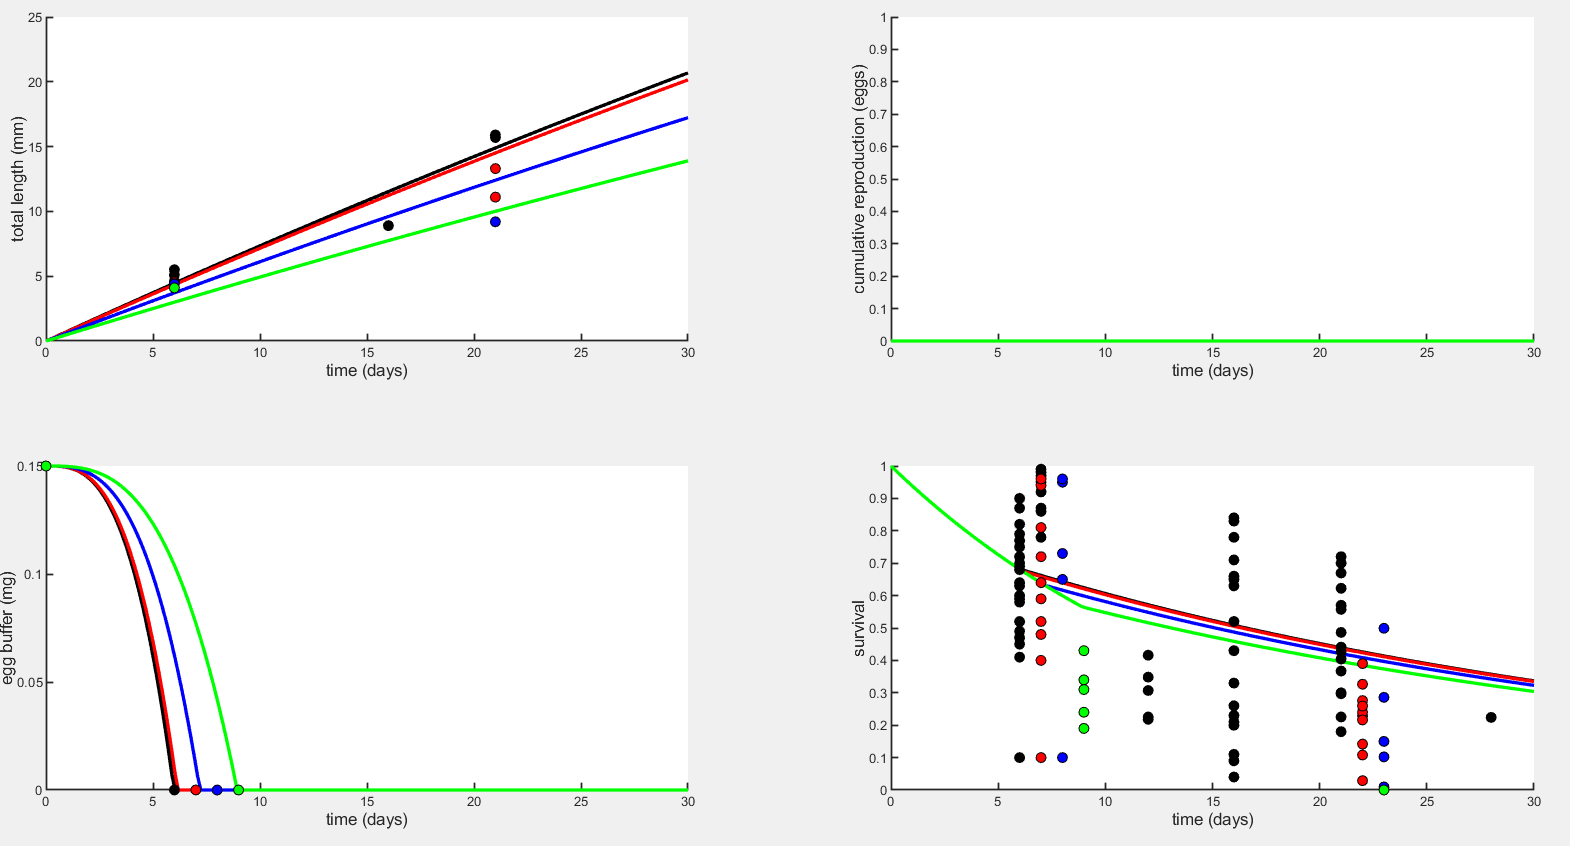 25
20
15
10
5
0
total length (mm)
0 5 10 15 20 25 30
time (days)
1
0.9
0.8
0.7
0.6
0.5
0.4
0.3
0.2
0.1
0
cumulative reproduction (eggs)
0 5 10 15 20 25 30
time (days)
0.15
0.1
0.05
0
egg buffer (mg)
0 5 10 15 20 25 30
time (days)
1
0.9
0.8
0.7
0.6
0.5
0.4
0.3
0.2
0.1
0
survival
0 5 10 15 20 25 30
time (days)